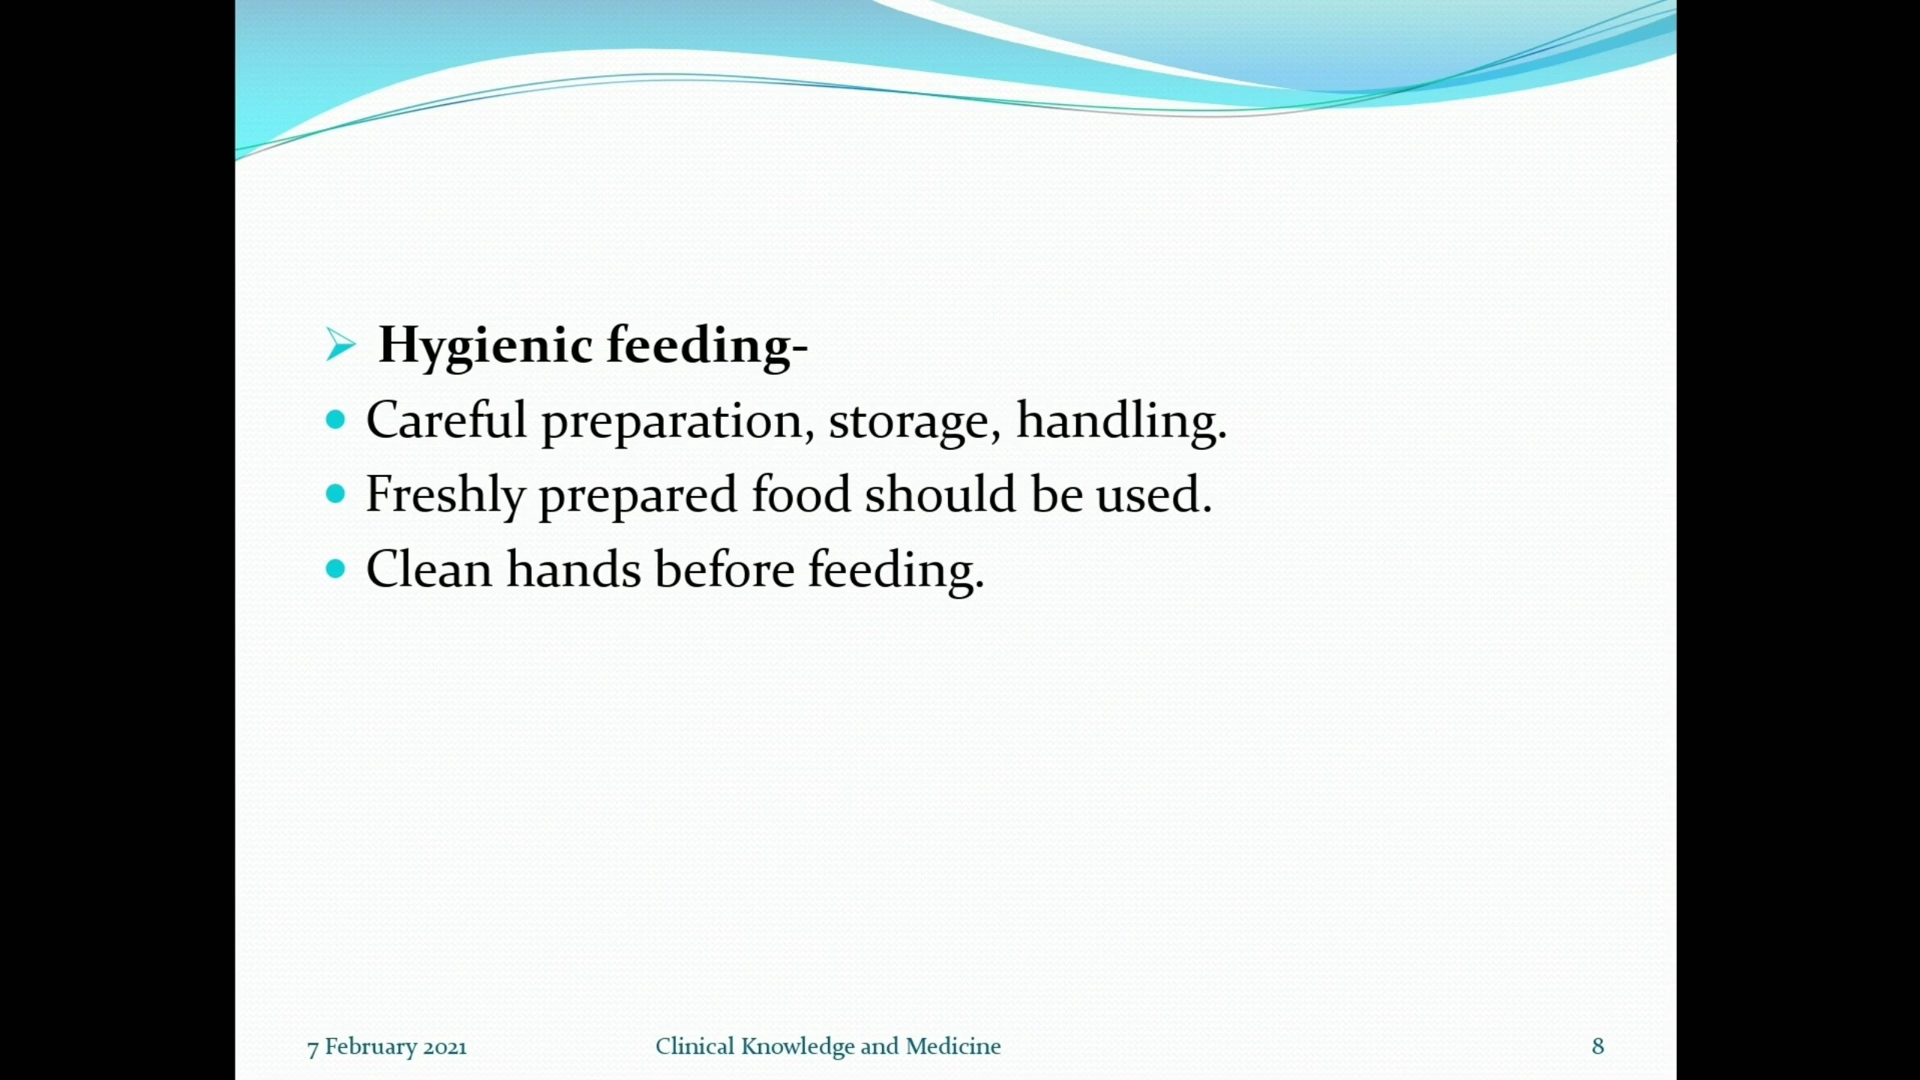 Hygienic feeding-
Careful preparation, storage, handling.
Freshly prepared food should be used.
Clean hands before feeding.
7 February 2021 Clinical Knowledge and Medicine 8